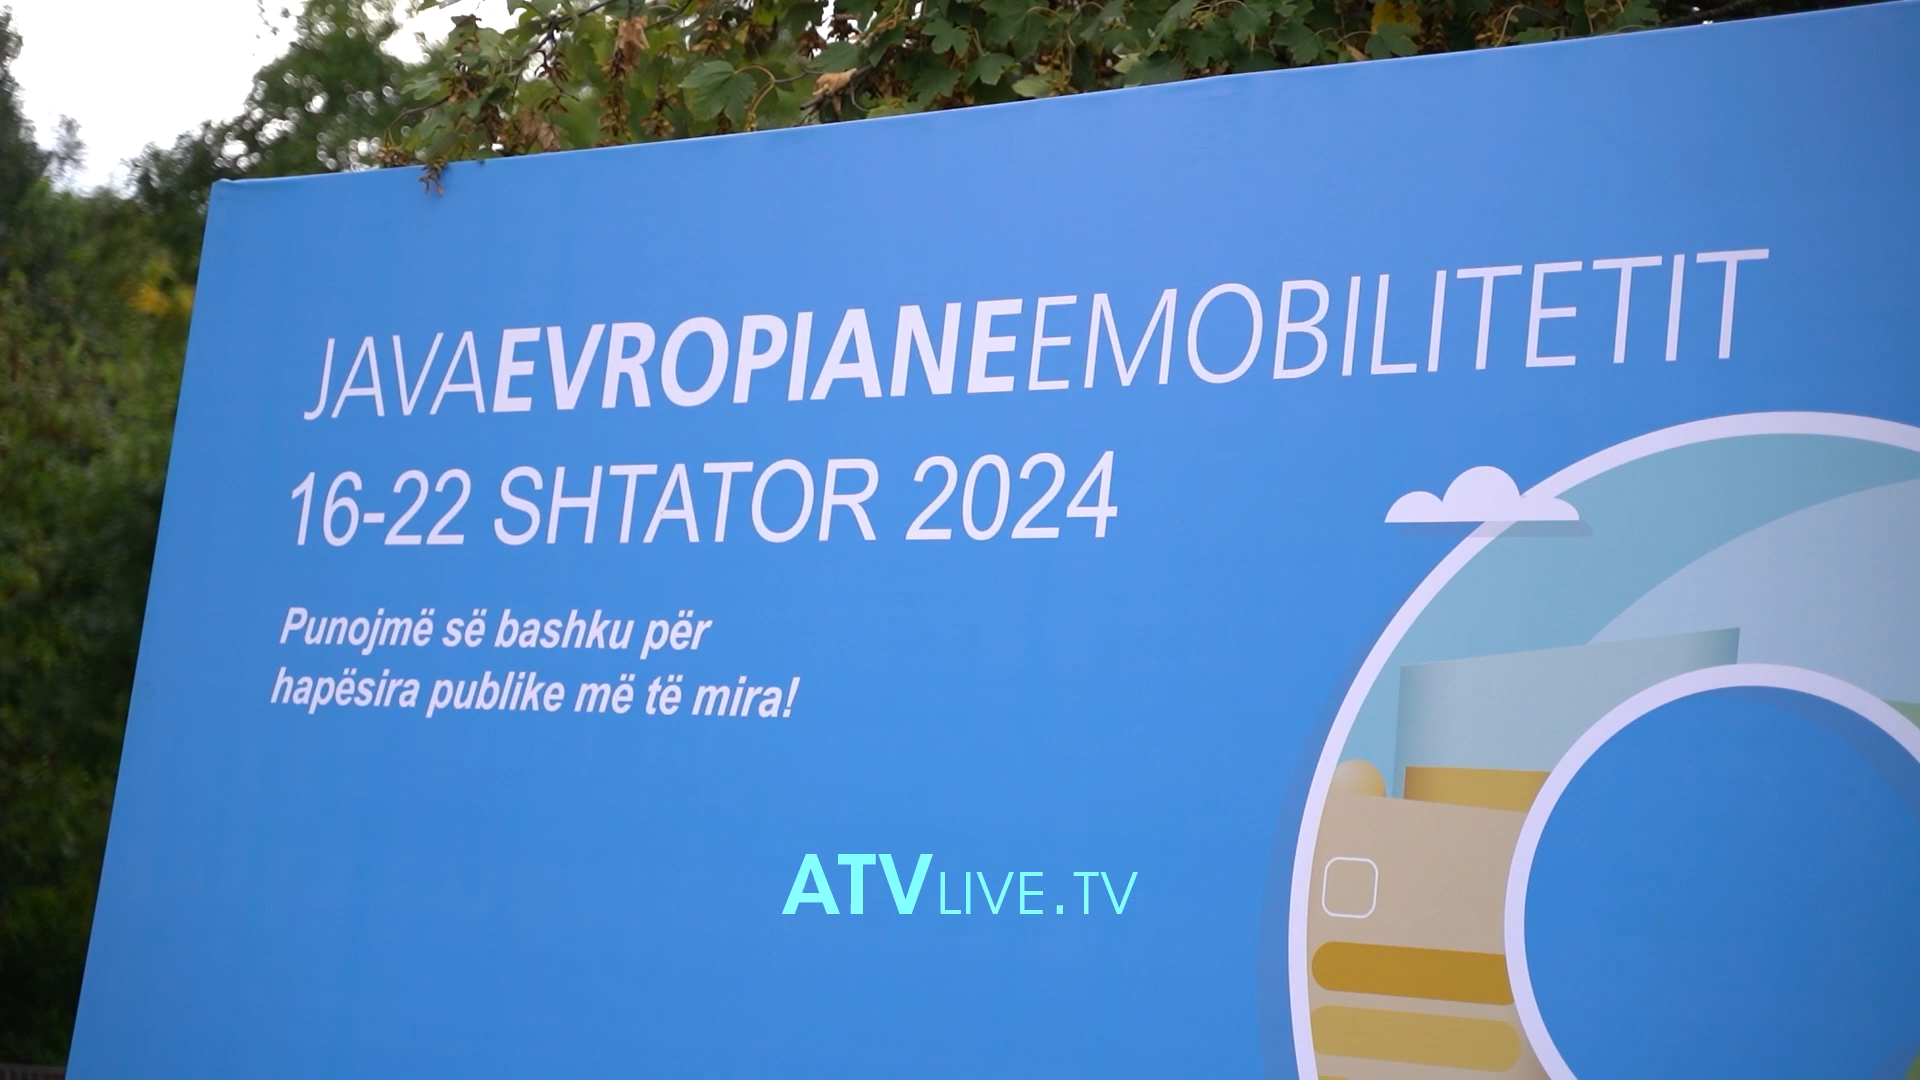 JAVAEVROPIANEEMOBILITETIT
16-22 SHTATOR 2024
Punojmë së bashku për
hapësira publike më të mira!
ATVLIVE.TV